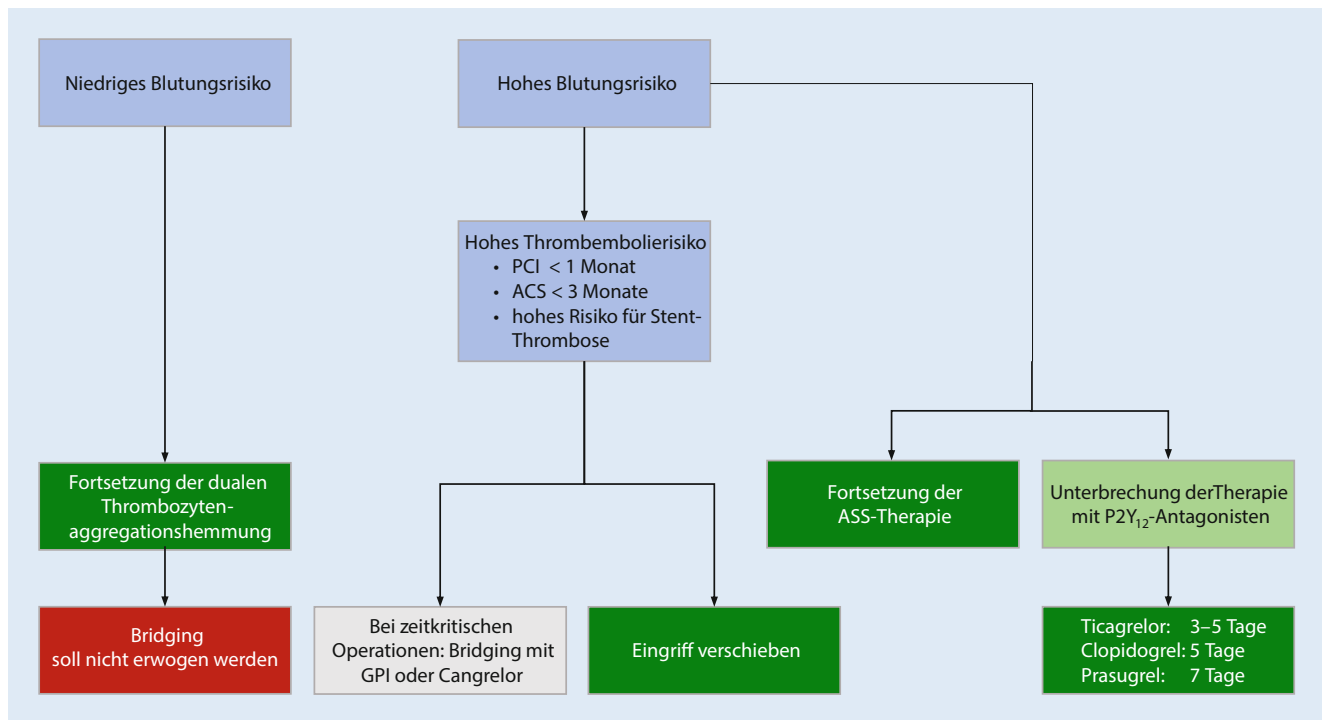 Niedriges Blutungsrisiko
Hohes Blutungsrisiko
Hohes Thrombembolierisiko
• PCI < 1 Monat
• ACS < 3 Monate
• hohes Risiko für Stent-
Thrombose
Fortsetzung der dualen
Thrombozyten-
aggregationshemmung
Fortsetzung der
ASS-Therapie
Unterbrechung derTherapie
mit P2Y₁₂-Antagonisten
Bridging
soll nicht erwogen werden
Bei zeitkritischen
Operationen: Bridging mit
GPI oder Cangrelor
Eingriff verschieben
Ticagrelor: 3–5 Tage
Clopidogrel: 5 Tage
Prasugrel: 7 Tage